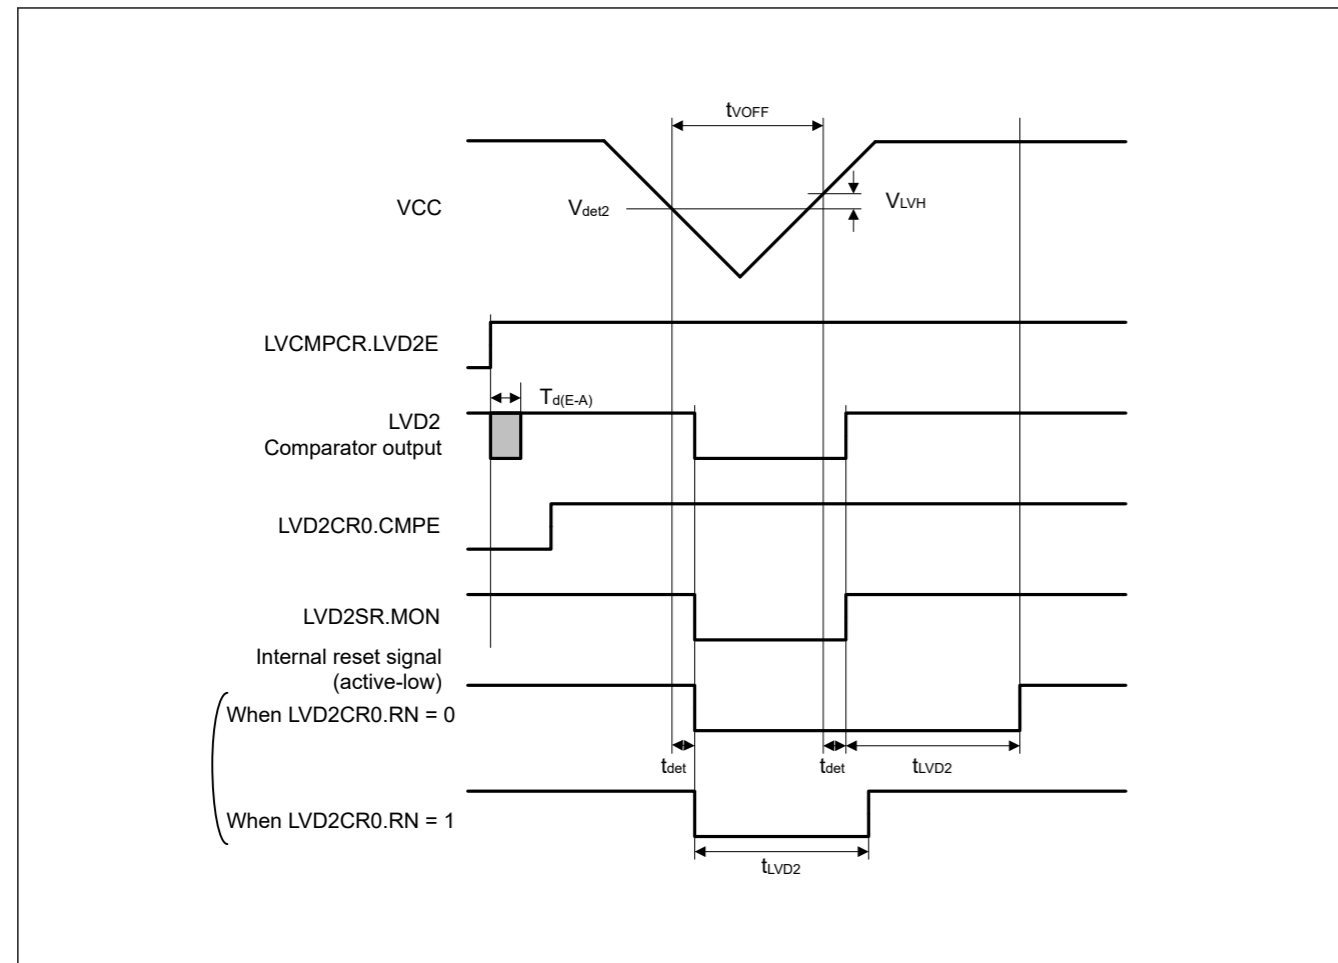 tVOFF
VCC
Vdet2
VLVH
LVCMPCR.LVD2E
Td(E-A)
LVD2
Comparator output
LVD2CR0.CMPE
LVD2SR.MON
Internal reset signal
(active-low)
When LVD2CR0.RN = 0
tdet
tdet
tLVD2
When LVD2CR0.RN = 1
tLVD2